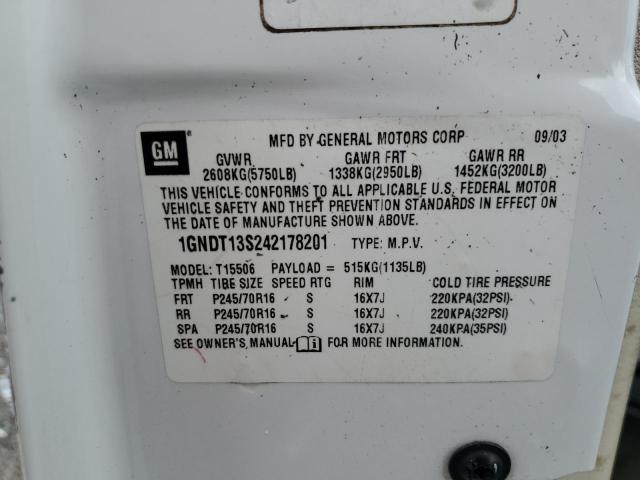 GM
MFD BY GENERAL MOTORS CORP 09/03
GVWR GAWR FRT GAWR RR
2608KG(5750LB) 1338KG(2950LB) 1452KG(3200LB)
THIS VEHICLE CONFORMS TO ALL APPLICABLE U.S. FEDERAL MOTOR
VEHICLE SAFETY AND THEFT PREVENTION STANDARDS IN EFFECT ON
THE DATE OF MANUFACTURE SHOWN ABOVE.
1GNDT13S242178201 TYPE: M.P.V.
MODEL: T15506 PAYLOAD = 515KG(1135LB)
TPMH TIRE SIZE SPEED RTG RIM COLD TIRE PRESSURE
FRT P245/70R16 S 16X7J 220KPA(32PSI)
RR P245/70R16 S 16X7J 220KPA(32PSI)
SPA P245/70R16 S 16X7J 240KPA(35PSI)
SEE OWNER'S MANUAL i FOR MORE INFORMATION.